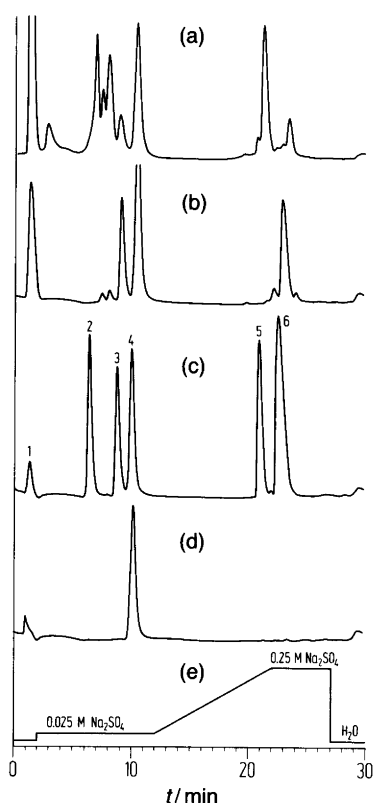 (a)
(b)
(c)
1
2
3
4
5
6
(d)
(e)
0.025 M Na₂SO₄
0.25 M Na₂SO₄
H₂O
0 10 20 30
t/min